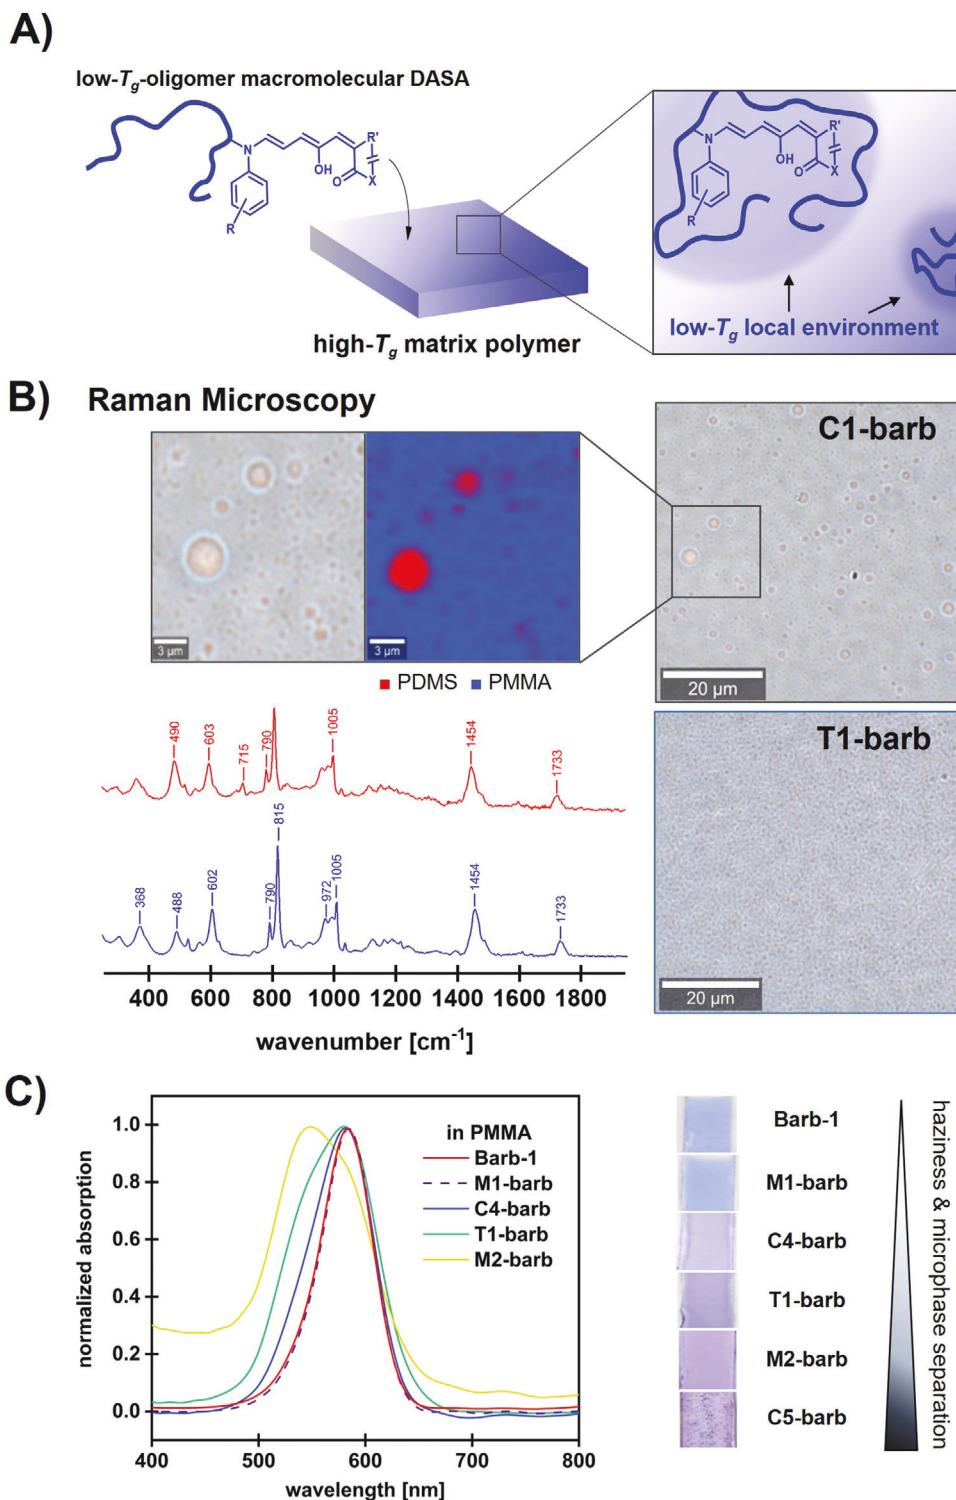 A)
low-Tg-oligomer macromolecular DASA
N
OH
O
R'
X
R
high-Tg matrix polymer
N
OH
O
R'
X
R
low-Tg local environment
B)
Raman Microscopy
C1-barb
3 µm
3 µm
20 µm
PDMS
PMMA
T1-barb
20 µm
490
603
715
790
1005
1454
1733
368
488
602
790
815
972
1005
1454
1733
400
600
800
1000
1200
1400
1600
1800
wavenumber [cm-1]
C)
normalized absorption
1.0
0.8
0.6
0.4
0.2
0.0
400
500
600
700
800
wavelength [nm]
in PMMA
Barb-1
M1-barb
C4-barb
T1-barb
M2-barb
Barb-1
M1-barb
C4-barb
T1-barb
M2-barb
C5-barb
haziness & microphase separation